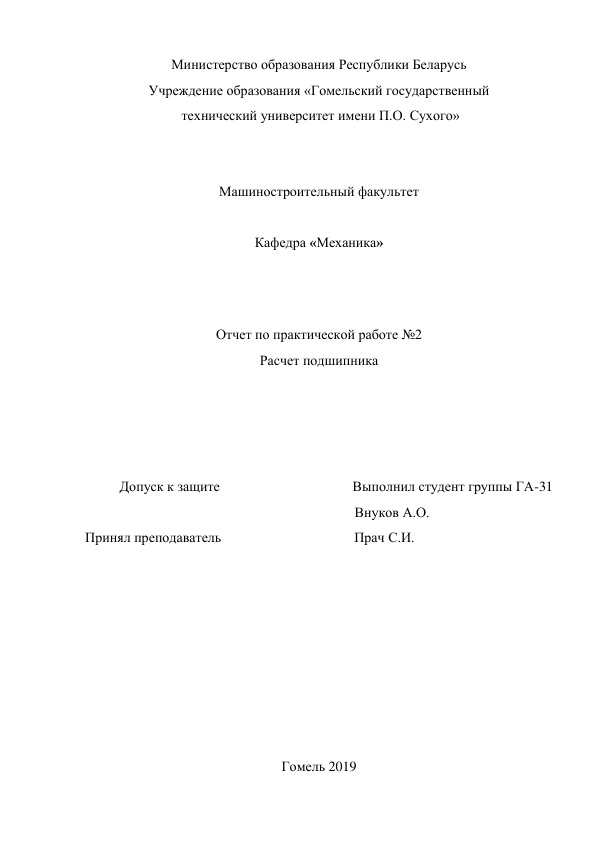 Министерство образования Республики Беларусь
Учреждение образования «Гомельский государственный
технический университет имени П.О. Сухого»
Машиностроительный факультет
Кафедра «Механика»
Отчет по практической работе №2
Расчет подшипника
Допуск к защите Выполнил студент группы ГА-31
Внуков А.О.
Принял преподаватель Прач С.И.
Гомель 2019